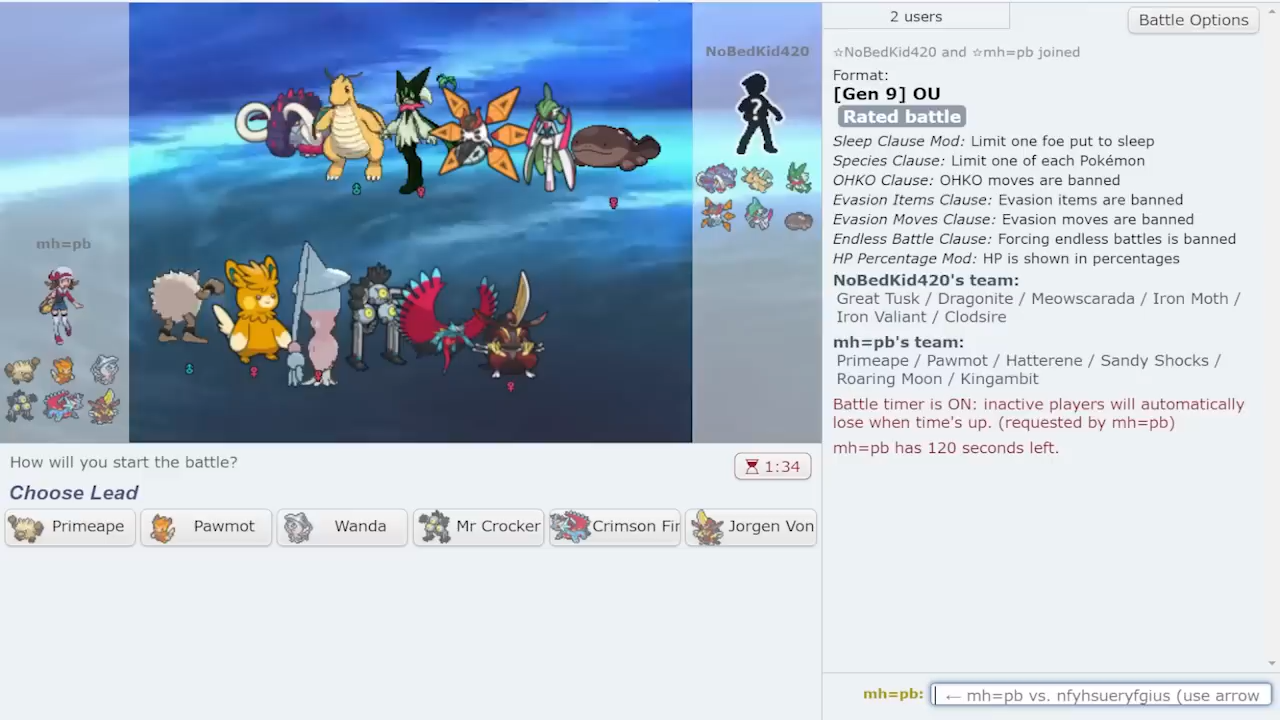 2 users
Battle Options
NoBedKid420
☆NoBedKid420 and ☆mh=pb joined
Format:
[Gen 9] OU
Rated battle
Sleep Clause Mod: Limit one foe put to sleep
Species Clause: Limit one of each Pokémon
OHKO Clause: OHKO moves are banned
Evasion Items Clause: Evasion items are banned
Evasion Moves Clause: Evasion moves are banned
Endless Battle Clause: Forcing endless battles is banned
HP Percentage Mod: HP is shown in percentages
NoBedKid420's team:
Great Tusk / Dragonite / Meowscarada / Iron Moth /
Iron Valiant / Clodsire
mh=pb's team:
Primeape / Pawmot / Hatterene / Sandy Shocks /
Roaring Moon / Kingambit
Battle timer is ON: inactive players will automatically
lose when time's up. (requested by mh=pb)
mh=pb has 120 seconds left.
mh=pb
?
How will you start the battle?
1:34
Choose Lead
Primeape
Pawmot
Wanda
Mr Crocker
Crimson Fir
Jorgen Von
mh=pb:
← mh=pb vs. nfyhsueryfgius (use arrow